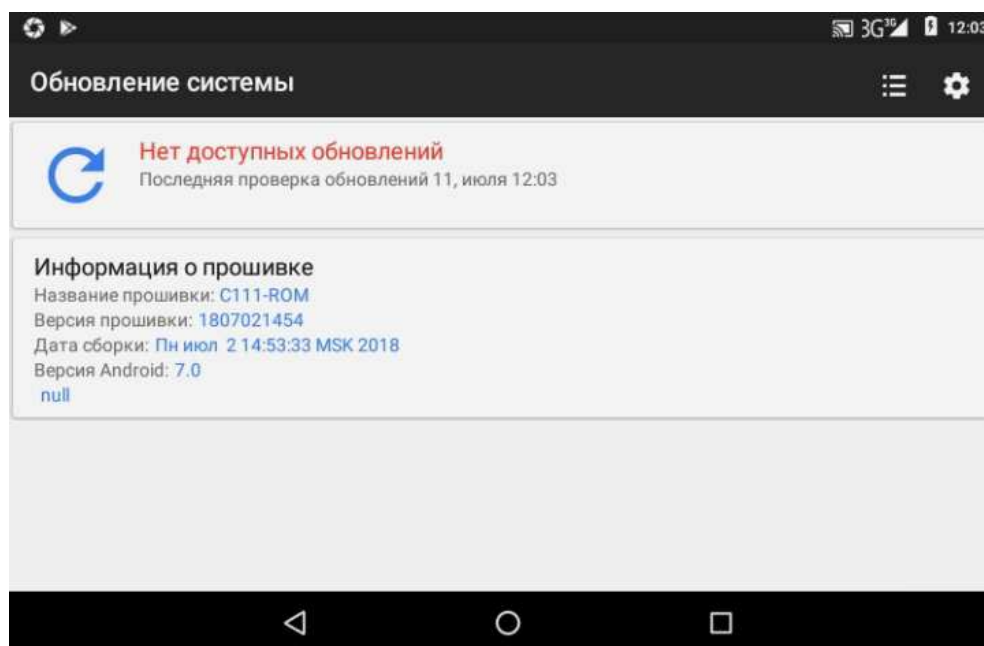 3G 3G 12:03
Обновление системы
Нет доступных обновлений
Последняя проверка обновлений 11, июля 12:03
Информация о прошивке
Название прошивки: C111-ROM
Версия прошивки: 1807021454
Дата сборки: Пн июл 2 14:53:33 MSK 2018
Версия Android: 7.0
null